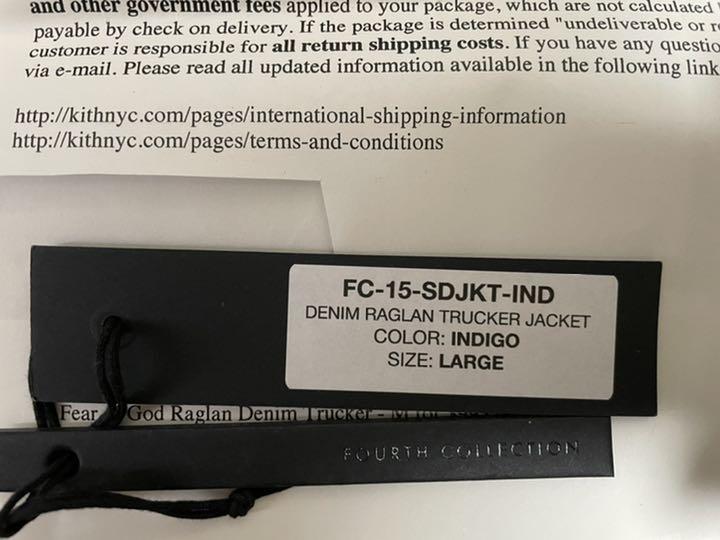 and other government fees applied to your package, which are not calculated
payable by check on delivery. If the package is determined "undeliverable or
customer is responsible for all return shipping costs. If you have any questio
via e-mail. Please read all updated information available in the following link
http://kithnyc.com/pages/international-shipping-information
http://kithnyc.com/pages/terms-and-conditions
FC-15-SDJKT-IND
DENIM RAGLAN TRUCKER JACKET
COLOR: INDIGO
SIZE: LARGE
Fear God Raglan Denim Trucker -
FOURTH COLLECTION